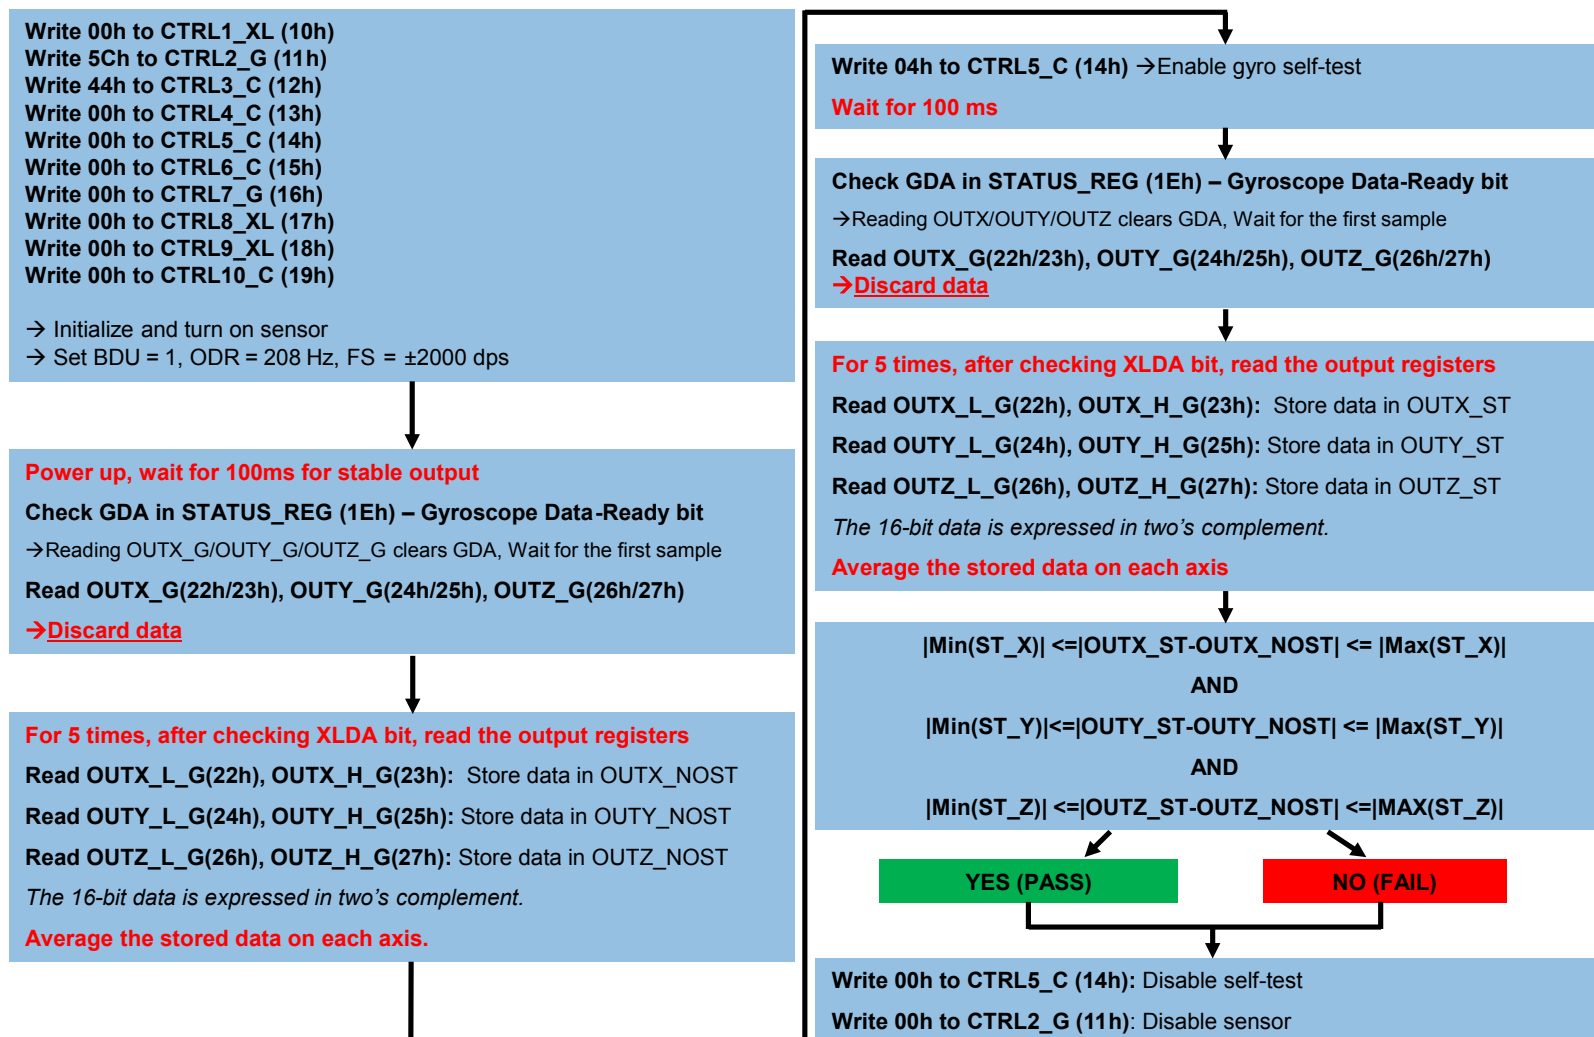 Write 00h to CTRL1_XL (10h)
Write 5Ch to CTRL2_G (11h)
Write 44h to CTRL3_C (12h)
Write 00h to CTRL4_C (13h)
Write 00h to CTRL5_C (14h)
Write 00h to CTRL6_C (15h)
Write 00h to CTRL7_G (16h)
Write 00h to CTRL8_XL (17h)
Write 00h to CTRL9_XL (18h)
Write 00h to CTRL10_C (19h)
→ Initialize and turn on sensor
→ Set BDU = 1, ODR = 208 Hz, FS = ±2000 dps
Power up, wait for 100ms for stable output
Check GDA in STATUS_REG (1Eh) – Gyroscope Data-Ready bit
→Reading OUTX_G/OUTY_G/OUTZ_G clears GDA, Wait for the first sample
Read OUTX_G(22h/23h), OUTY_G(24h/25h), OUTZ_G(26h/27h)
→Discard data
For 5 times, after checking XLDA bit, read the output registers
Read OUTX_L_G(22h), OUTX_H_G(23h): Store data in OUTX_NOST
Read OUTY_L_G(24h), OUTY_H_G(25h): Store data in OUTY_NOST
Read OUTZ_L_G(26h), OUTZ_H_G(27h): Store data in OUTZ_NOST
The 16-bit data is expressed in two's complement.
Average the stored data on each axis.
Write 04h to CTRL5_C (14h) →Enable gyro self-test
Wait for 100 ms
Check GDA in STATUS_REG (1Eh) – Gyroscope Data-Ready bit
→Reading OUTX/OUTY/OUTZ clears GDA, Wait for the first sample
Read OUTX_G(22h/23h), OUTY_G(24h/25h), OUTZ_G(26h/27h)
→Discard data
For 5 times, after checking XLDA bit, read the output registers
Read OUTX_L_G(22h), OUTX_H_G(23h): Store data in OUTX_ST
Read OUTY_L_G(24h), OUTY_H_G(25h): Store data in OUTY_ST
Read OUTZ_L_G(26h), OUTZ_H_G(27h): Store data in OUTZ_ST
The 16-bit data is expressed in two's complement.
Average the stored data on each axis
|Min(ST_X)| <=|OUTX_ST-OUTX_NOST| <= |Max(ST_X)|
AND
|Min(ST_Y)|<=|OUTY_ST-OUTY_NOST| <= |Max(ST_Y)|
AND
|Min(ST_Z)| <=|OUTZ_ST-OUTZ_NOST| <=|MAX(ST_Z)|
YES (PASS)
NO (FAIL)
Write 00h to CTRL5_C (14h): Disable self-test
Write 00h to CTRL2_G (11h): Disable sensor